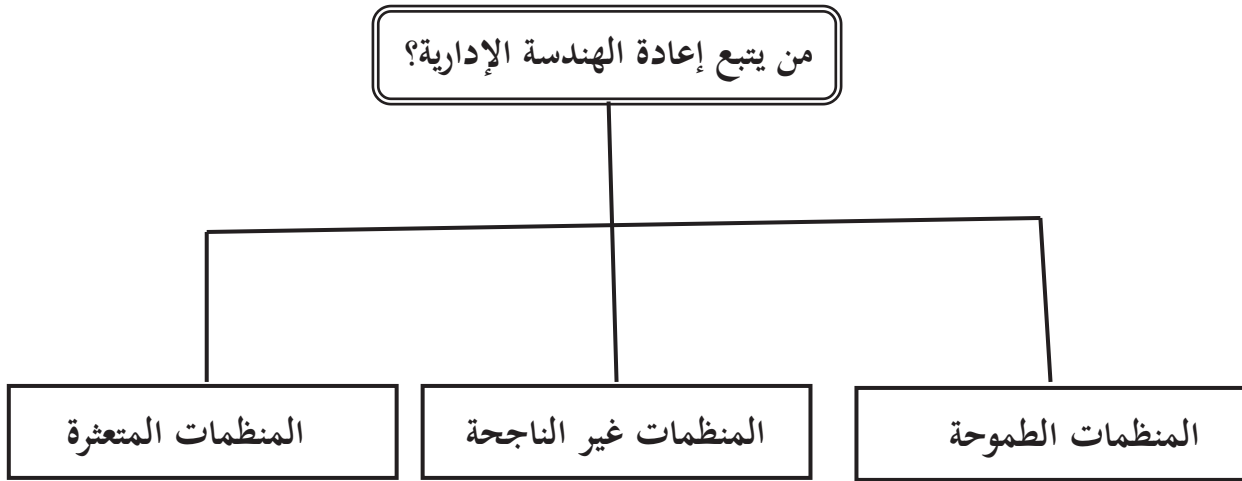 من يتبع إعادة الهندسة الإدارية؟
المنظمات الطموحة
المنظمات غير الناجحة
المنظمات المتعثرة